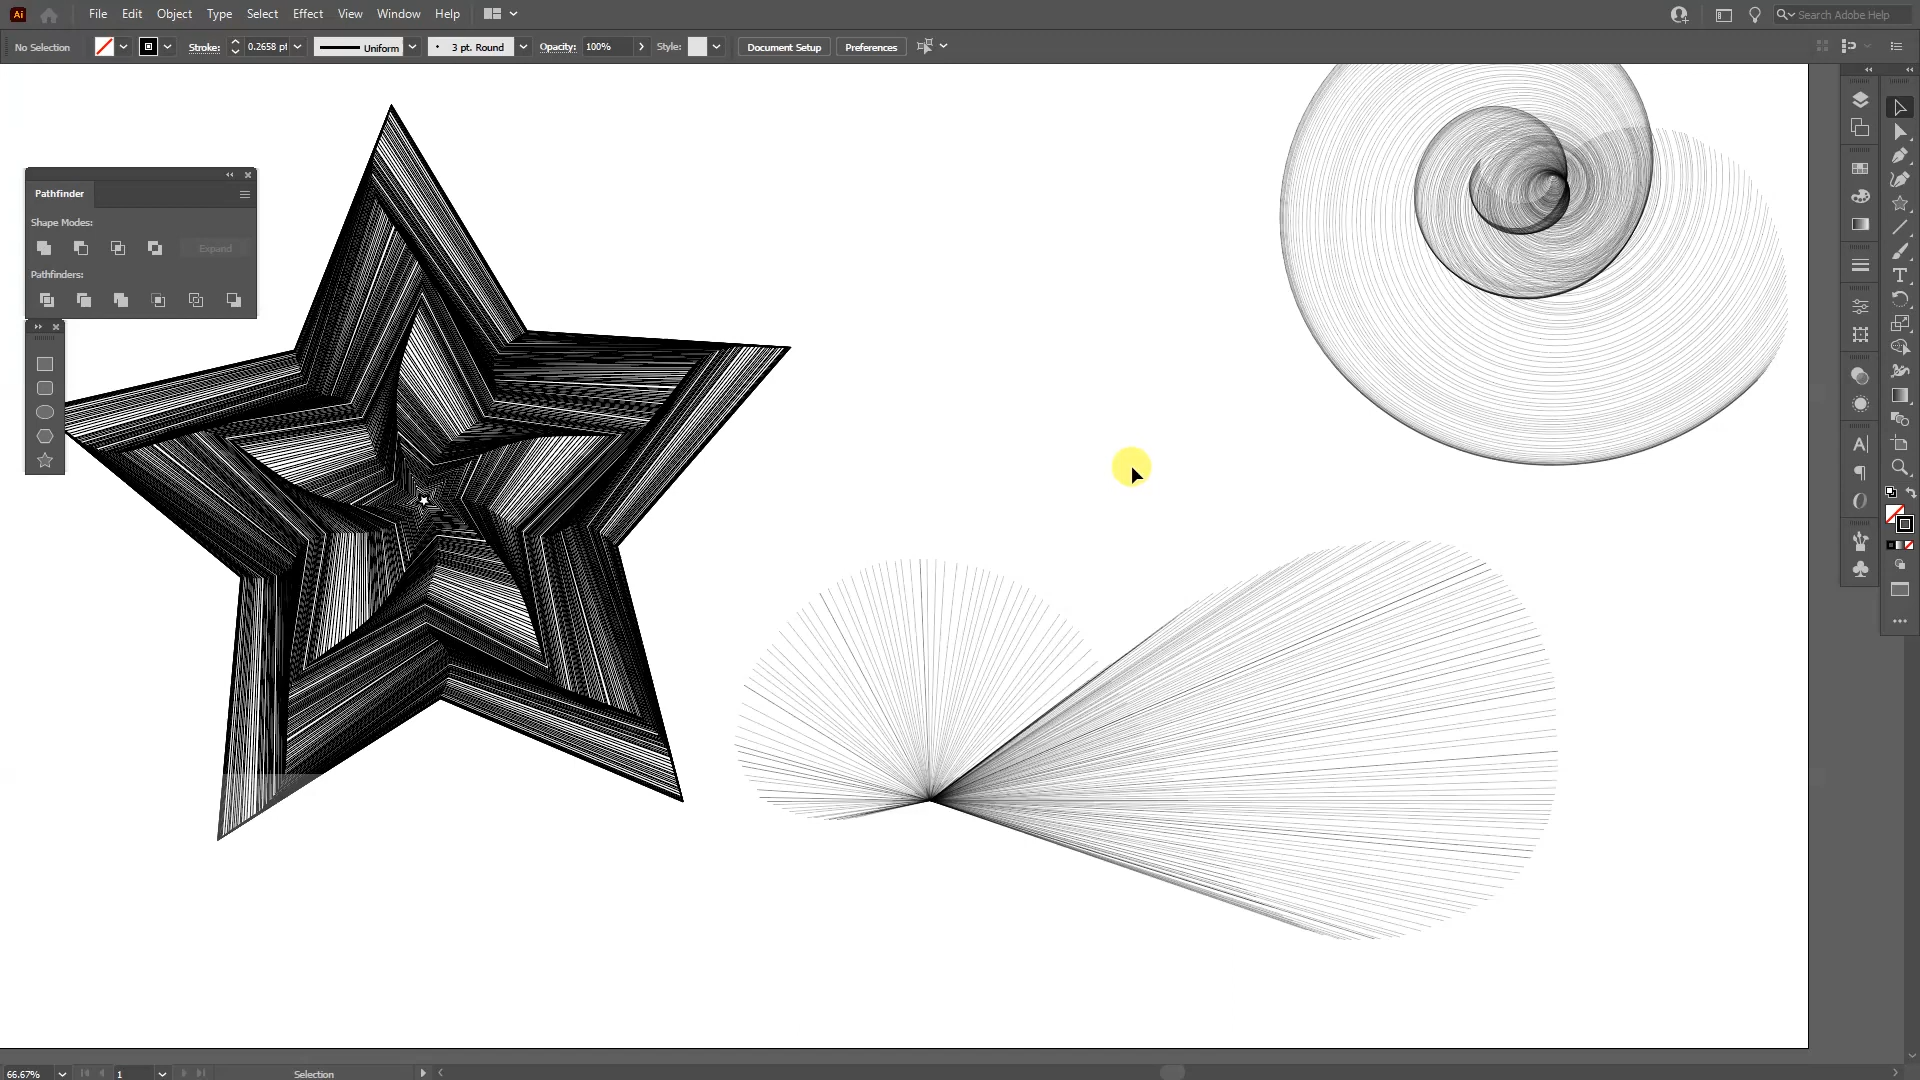 Ai File Edit Object Type Select Effect View Window Help Search Adobe Help
No Selection Stroke: 0.2658 pt Uniform 3 pt. Round Opacity: 100% Style: Document Setup Preferences
Pathfinder
Shape Modes:
Expand
Pathfinders:
66.67% 1 Selection